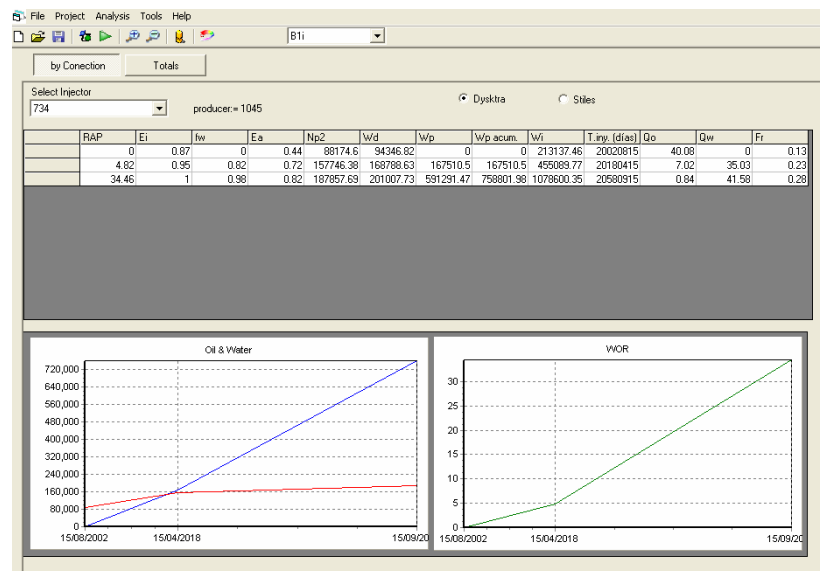 File Project Analysis Tools Help
B1i
by Conection Totals
Select Injector
734 producer:= 1045 Dysktra Stiles
RAP Ei fw Ea Np2 Wd Wp Wp acum. Wi T.iny. (días) Qo Qw Fr
0 0.87 0 0.44 88174.6 94346.82 0 0 213137.46 20020815 40.08 0 0.13
4.82 0.95 0.82 0.72 157746.38 168788.63 167510.5 167510.5 455089.77 20180415 7.02 35.03 0.23
34.46 1 0.98 0.82 187857.69 201007.73 591291.47 758801.98 1078600.35 20580915 0.84 41.58 0.28
Oil & Water
720,000
640,000
560,000
480,000
400,000
320,000
240,000
160,000
80,000
0
15/08/2002 15/04/2018 15/09/20
WOR
30
25
20
15
10
5
0
15/08/2002 15/04/2018 15/09/20